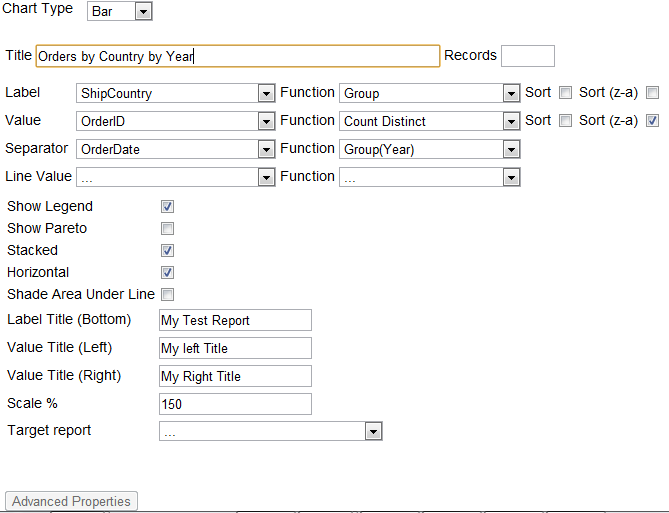 Chart Type Bar
Title Orders by Country by Year Records
Label ShipCountry Function Group Sort Sort (z-a)
Value OrderID Function Count Distinct Sort Sort (z-a)
Separator OrderDate Function Group(Year)
Line Value ... Function ...
Show Legend
Show Pareto
Stacked
Horizontal
Shade Area Under Line
Label Title (Bottom) My Test Report
Value Title (Left) My left Title
Value Title (Right) My Right Title
Scale % 150
Target report ...
Advanced Properties